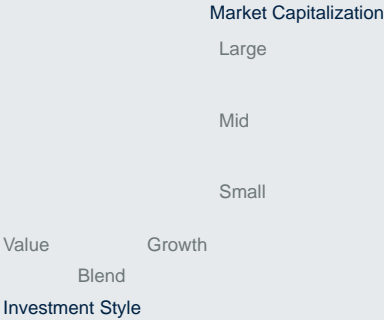 Market Capitalization
Large
Mid
Small
Value Growth
Blend
Investment Style